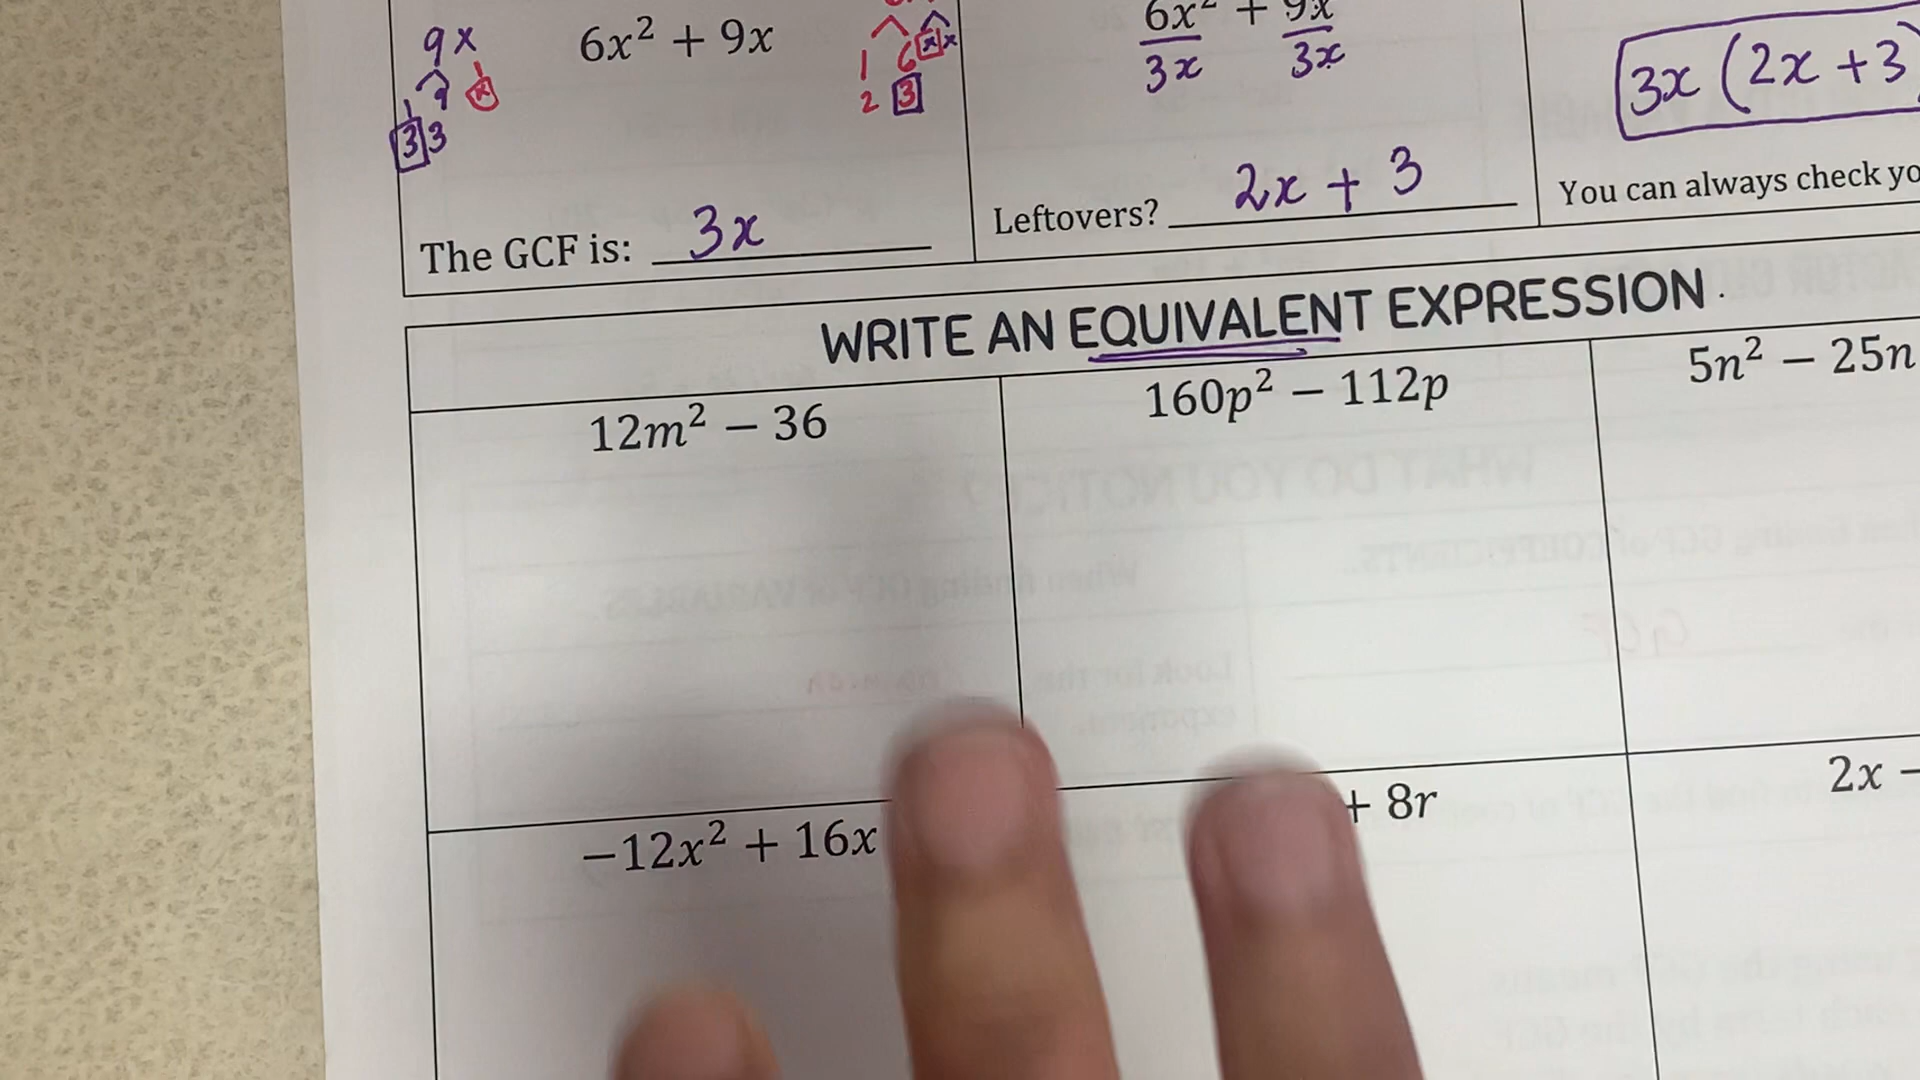 9x
6x² + 9x
1 9 x
3 3
1 6 x x
2 3
6x² + 9x
3x 3x
3x (2x + 3)
The GCF is: 3x
Leftovers? 2x + 3
You can always check yo
WRITE AN EQUIVALENT EXPRESSION
12m² − 36
160p² − 112p
5n² − 25n
−12x² + 16x
+ 8r
2x −